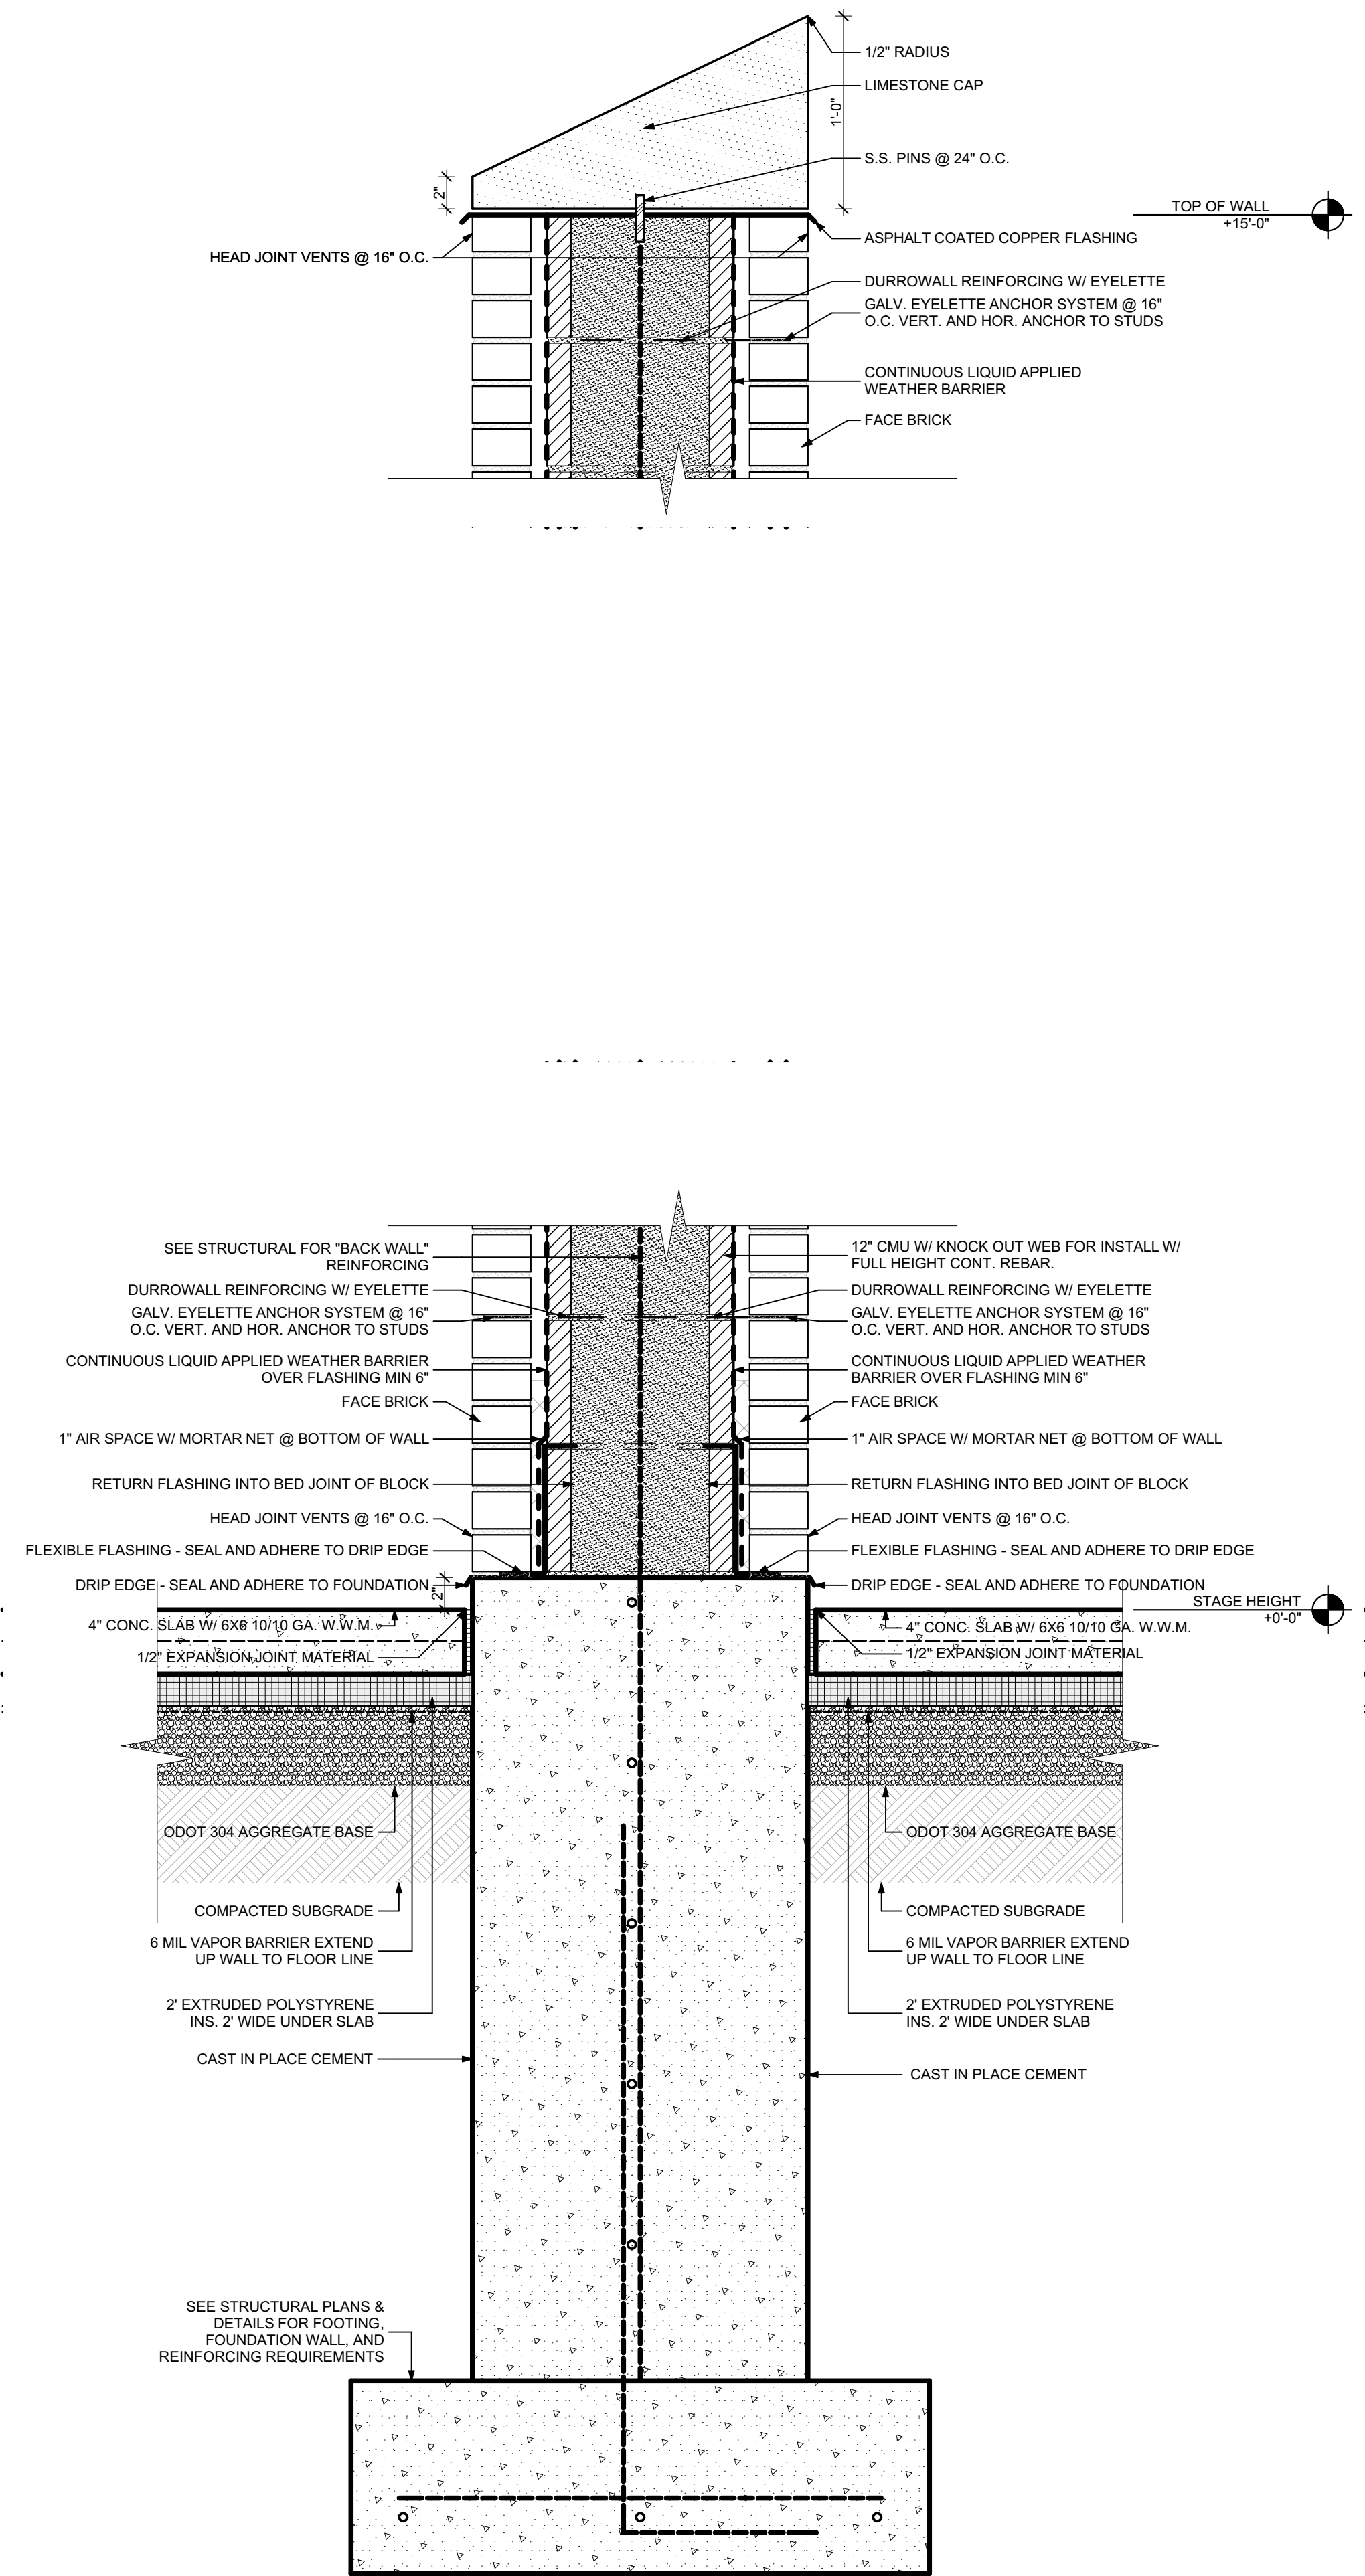 1/2" RADIUS
LIMESTONE CAP
1'-0"
S.S. PINS @ 24" O.C.
2"
TOP OF WALL
+15'-0"
ASPHALT COATED COPPER FLASHING
HEAD JOINT VENTS @ 16" O.C.
DURROWALL REINFORCING W/ EYELETTE
GALV. EYELETTE ANCHOR SYSTEM @ 16"
O.C. VERT. AND HOR. ANCHOR TO STUDS
CONTINUOUS LIQUID APPLIED
WEATHER BARRIER
FACE BRICK
SEE STRUCTURAL FOR "BACK WALL"
REINFORCING
DURROWALL REINFORCING W/ EYELETTE
GALV. EYELETTE ANCHOR SYSTEM @ 16"
O.C. VERT. AND HOR. ANCHOR TO STUDS
CONTINUOUS LIQUID APPLIED WEATHER BARRIER
OVER FLASHING MIN 6"
FACE BRICK
1" AIR SPACE W/ MORTAR NET @ BOTTOM OF WALL
RETURN FLASHING INTO BED JOINT OF BLOCK
HEAD JOINT VENTS @ 16" O.C.
FLEXIBLE FLASHING - SEAL AND ADHERE TO DRIP EDGE
DRIP EDGE - SEAL AND ADHERE TO FOUNDATION
2"
4" CONC. SLAB W/ 6X6 10/10 GA. W.W.M.
1/2" EXPANSION JOINT MATERIAL
ODOT 304 AGGREGATE BASE
COMPACTED SUBGRADE
6 MIL VAPOR BARRIER EXTEND
UP WALL TO FLOOR LINE
2' EXTRUDED POLYSTYRENE
INS. 2' WIDE UNDER SLAB
CAST IN PLACE CEMENT
SEE STRUCTURAL PLANS &
DETAILS FOR FOOTING,
FOUNDATION WALL, AND
REINFORCING REQUIREMENTS
12" CMU W/ KNOCK OUT WEB FOR INSTALL W/
FULL HEIGHT CONT. REBAR.
DURROWALL REINFORCING W/ EYELETTE
GALV. EYELETTE ANCHOR SYSTEM @ 16"
O.C. VERT. AND HOR. ANCHOR TO STUDS
CONTINUOUS LIQUID APPLIED WEATHER
BARRIER OVER FLASHING MIN 6"
FACE BRICK
1" AIR SPACE W/ MORTAR NET @ BOTTOM OF WALL
RETURN FLASHING INTO BED JOINT OF BLOCK
HEAD JOINT VENTS @ 16" O.C.
FLEXIBLE FLASHING - SEAL AND ADHERE TO DRIP EDGE
DRIP EDGE - SEAL AND ADHERE TO FOUNDATION
STAGE HEIGHT
+0'-0"
4" CONC. SLAB W/ 6X6 10/10 GA. W.W.M.
1/2" EXPANSION JOINT MATERIAL
ODOT 304 AGGREGATE BASE
COMPACTED SUBGRADE
6 MIL VAPOR BARRIER EXTEND
UP WALL TO FLOOR LINE
2' EXTRUDED POLYSTYRENE
INS. 2' WIDE UNDER SLAB
CAST IN PLACE CEMENT